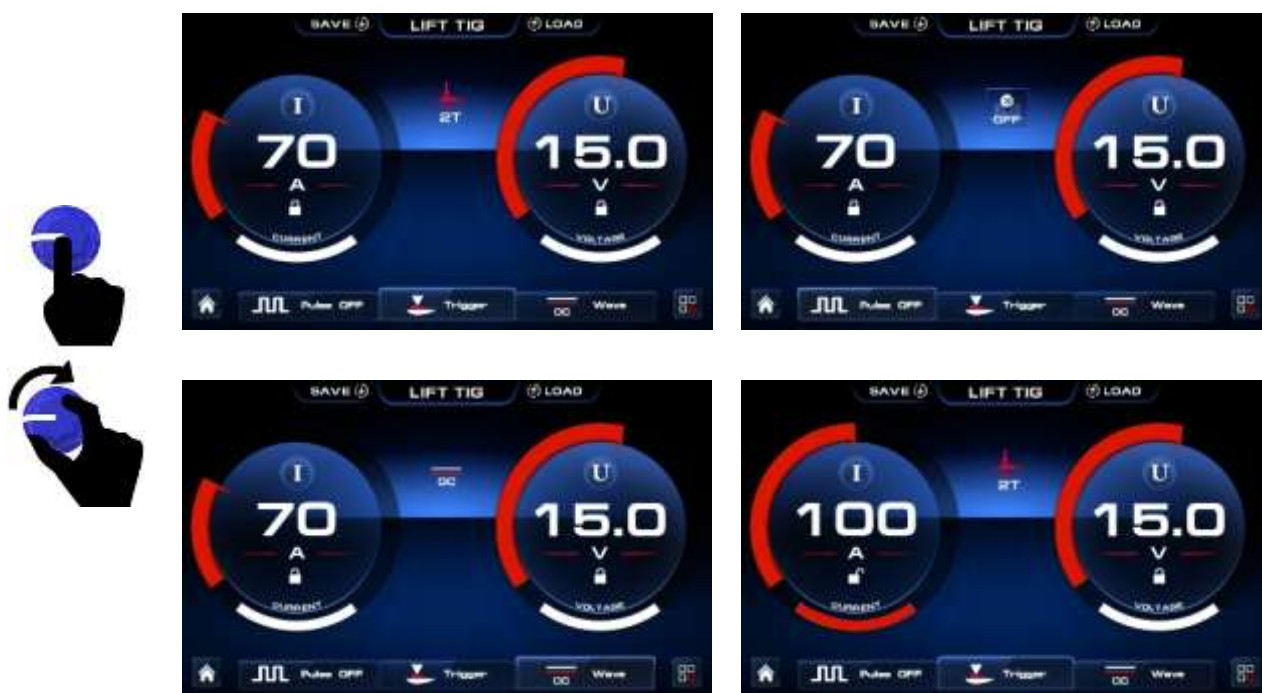 SAVE LIFT TIG LOAD
I U
2T
70 15.0
A V
CURRENT VOLTAGE
Pulse OFF Trigger DC Wave
SAVE LIFT TIG LOAD
I U
OFF
70 15.0
A V
CURRENT VOLTAGE
Pulse OFF Trigger DC Wave
SAVE LIFT TIG LOAD
I U
DC
70 15.0
A V
CURRENT VOLTAGE
Pulse OFF Trigger DC Wave
SAVE LIFT TIG LOAD
I U
2T
100 15.0
A V
CURRENT VOLTAGE
Pulse OFF Trigger DC Wave